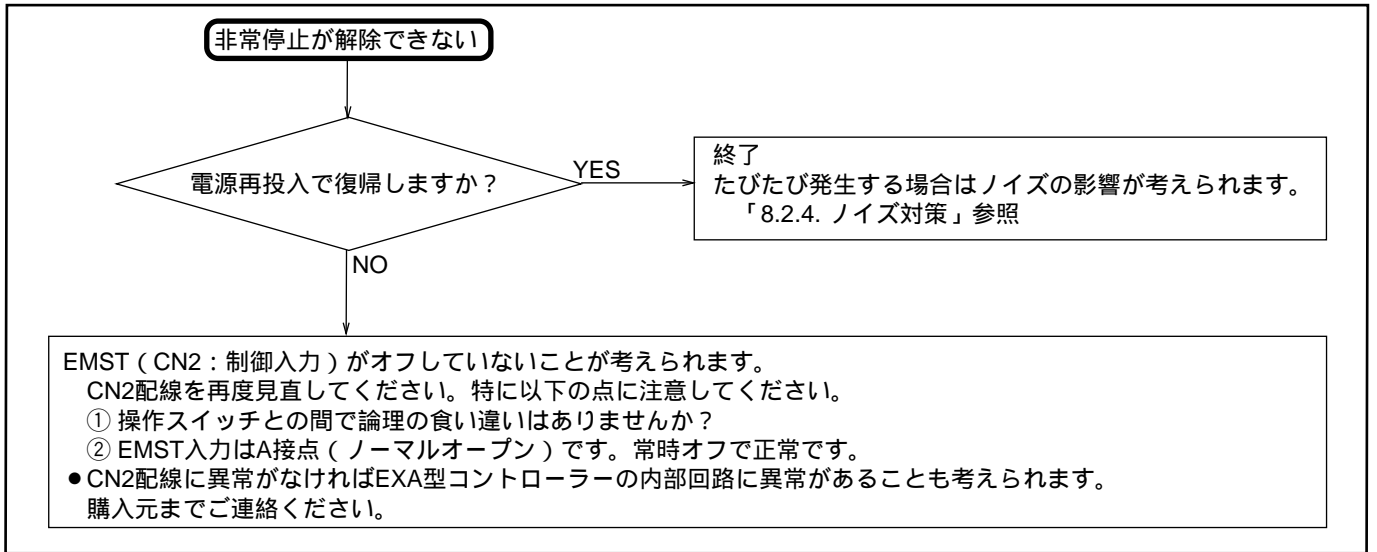 非常停止が解除できない
電源再投入で復帰しますか？
YES
終了
たびたび発生する場合はノイズの影響が考えられます。
「8.2.4. ノイズ対策」参照
NO
EMST（CN2：制御入力）がオフしていないことが考えられます。
CN2配線を再度見直してください。特に以下の点に注意してください。
① 操作スイッチとの間で論理の食い違いはありませんか？
② EMST入力はA接点（ノーマルオープン）です。常時オフで正常です。
●CN2配線に異常がなければEXA型コントローラーの内部回路に異常があることも考えられます。
購入元までご連絡ください。